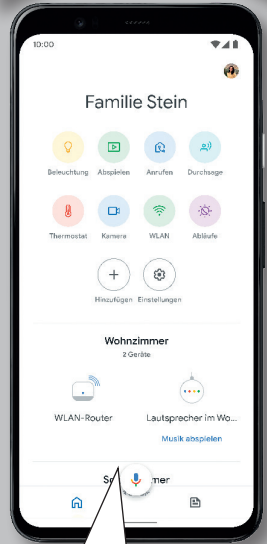 10:00
Familie Stein
Beleuchtung Abspielen Anrufen Durchsage
Thermostat Kamera WLAN Abläufe
Hinzufügen Einstellungen
Wohnzimmer
2 Geräte
WLAN-Router Lautsprecher im Wo...
Musik abspielen